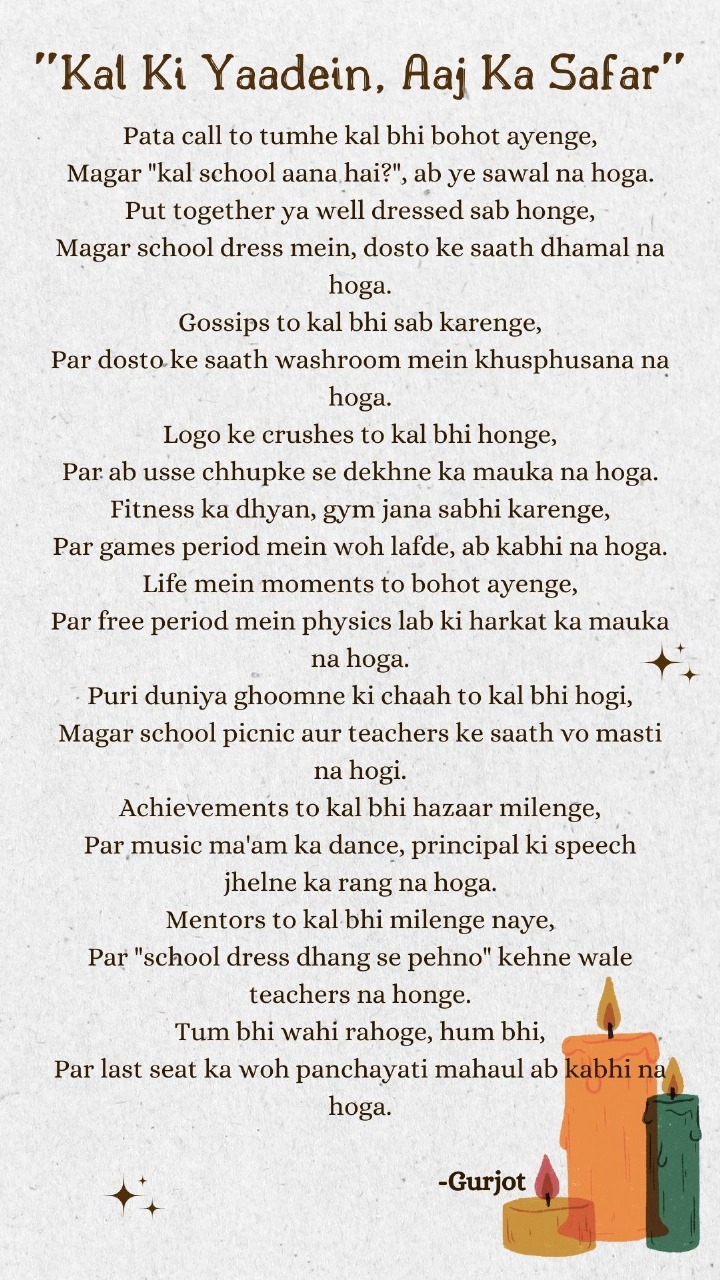 "Kal Ki Yaadein, Aaj Ka Safar"
Pata call to tumhe kal bhi bohot ayenge,
Magar "kal school aana hai?", ab ye sawal na hoga.
Put together ya well dressed sab honge,
Magar school dress mein, dosto ke saath dhamal na
hoga.
Gossips to kal bhi sab karenge,
Par dosto ke saath washroom mein khusphusana na
hoga.
Logo ke crushes to kal bhi honge,
Par ab usse chhupke se dekhne ka mauka na hoga.
Fitness ka dhyan, gym jana sabhi karenge,
Par games period mein woh lafde, ab kabhi na hoga.
Life mein moments to bohot ayenge,
Par free period mein physics lab ki harkat ka mauka
na hoga.
Puri duniya ghoomne ki chaah to kal bhi hogi,
Magar school picnic aur teachers ke saath vo masti
na hogi.
Achievements to kal bhi hazaar milenge,
Par music ma'am ka dance, principal ki speech
jhelne ka rang na hoga.
Mentors to kal bhi milenge naye,
Par "school dress dhang se pehno" kehne wale
teachers na honge.
Tum bhi wahi rahoge, hum bhi,
Par last seat ka woh panchayati mahaul ab kabhi na
hoga.
-Gurjot